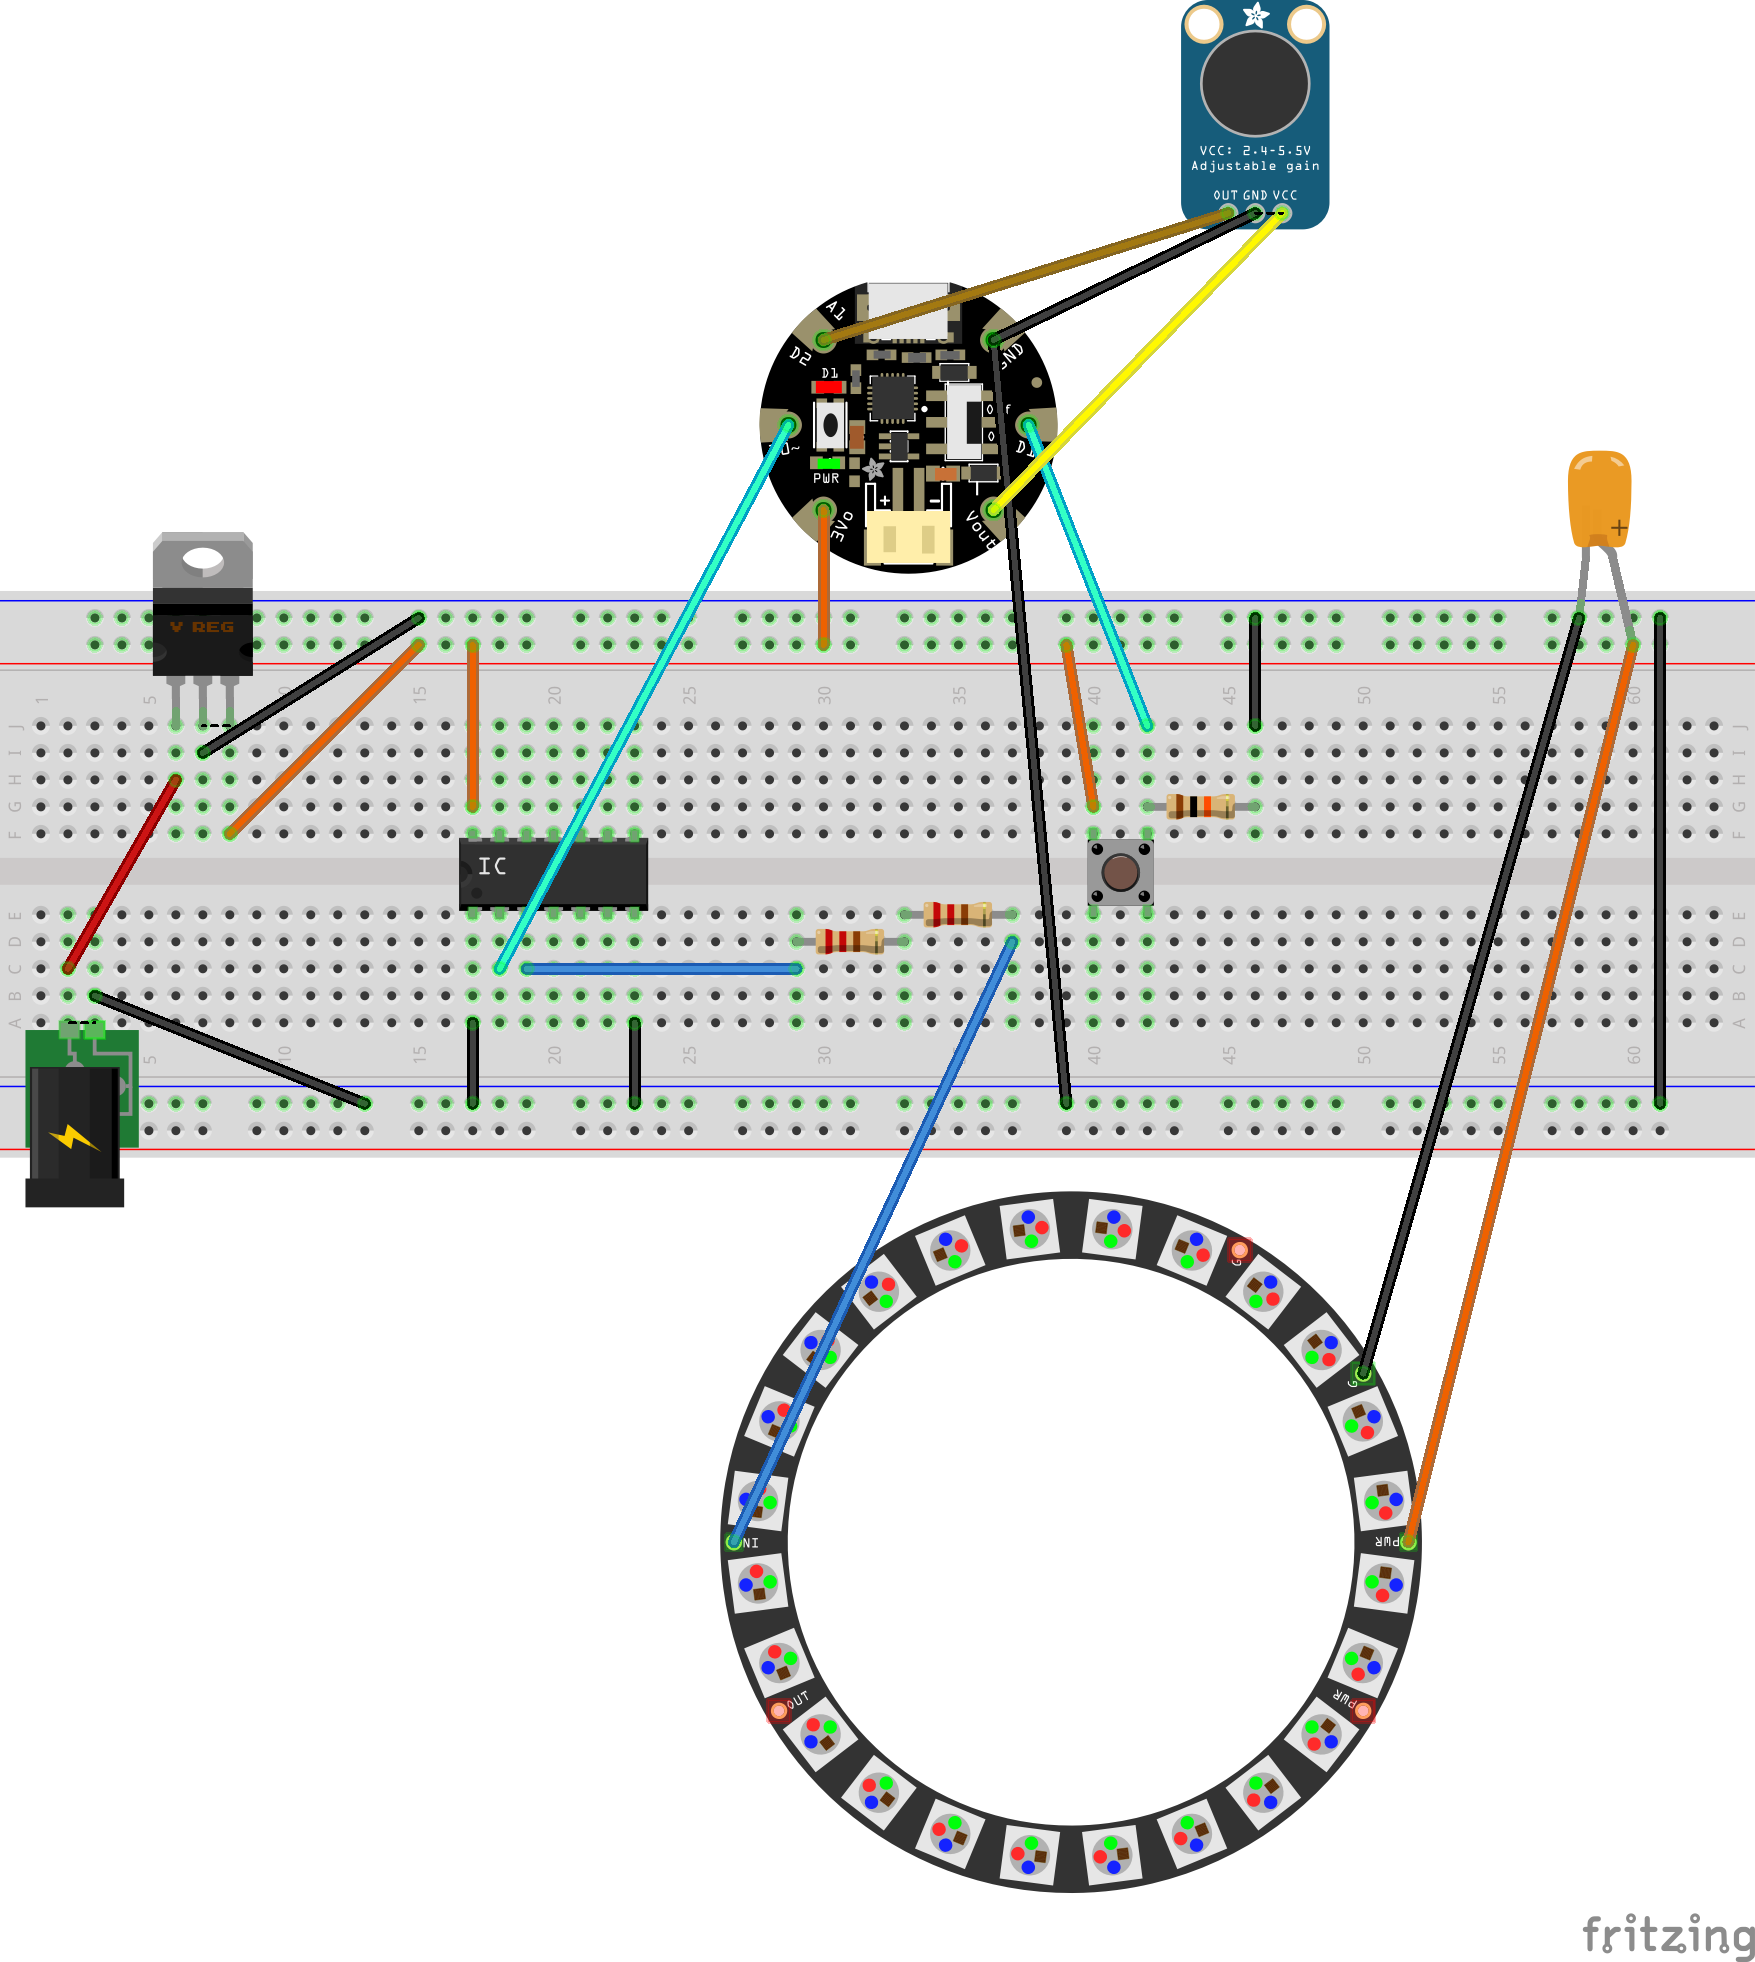 VCC: 2.4-5.5V
Adjustable gain
OUT GND VCC
A1
D2
GND
D1
PWR
3Vo
Vout
+
-
+
V REG
1 5 10 15 20 25 30 35 40 45 50 55 60
J J
I I
H H
G G
F F
IC
E E
D D
C C
B B
A A
5 10 15 20 25 30 35 40 45 50 55 60
G
G
IN
PWR
OUT
PWR
fritzing